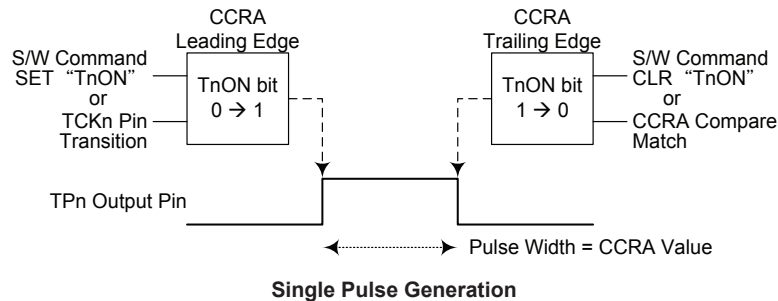 CCRA
Leading Edge
S/W Command
SET “TnON”
or
TCKn Pin
Transition
TnON bit
0 → 1
CCRA
Trailing Edge
TnON bit
1 → 0
S/W Command
CLR “TnON”
or
CCRA Compare
Match
TPn Output Pin
Pulse Width = CCRA Value
Single Pulse Generation